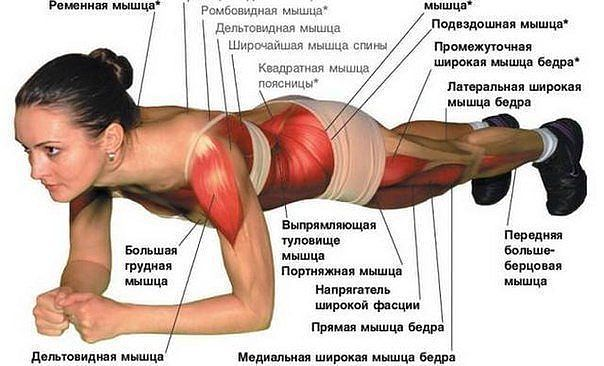 Ременная мышца*
Ромбовидная мышца*
Дельтовидная мышца
Широчайшая мышца спины
Квадратная мышца
поясницы*
мышца*
Подвздошная мышца*
Промежуточная
широкая мышца бедра*
Латеральная широкая
мышца бедра
Большая
грудная
мышца
Выпрямляющая
туловище
мышца
Портняжная мышца
Напрягатель
широкой фасции
Прямая мышца бедра
Передняя
больше-
берцовая
мышца
Дельтовидная мышца
Медиальная широкая мышца бедра